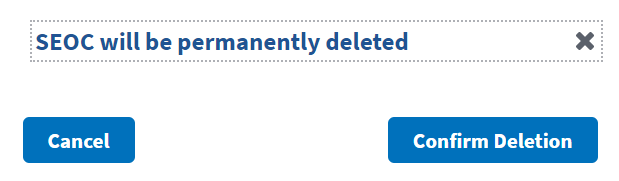 SEOC will be permanently deleted
Cancel
Confirm Deletion